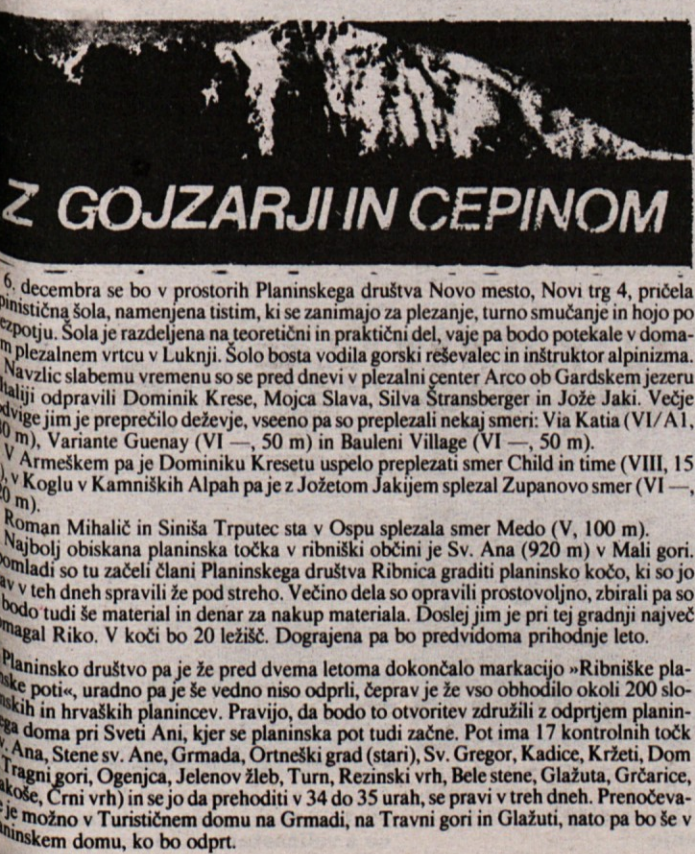 Z GOJZARJI IN CEPINOM
6. decembra se bo v prostorih Planinskega društva Novo mesto, Novi trg 4, pričela
pinistična šola, namenjena tistim, ki se zanimajo za plezanje, turno smučanje in hojo po
ezpotju. Šola je razdeljena na teoretični in praktični del, vaje pa bodo potekale v doma-
m plezalnem vrtcu v Luknji. Šolo bosta vodila gorski reševalec in inštruktor alpinizma.
Navzlic slabemu vremenu so se pred dnevi v plezalni center Arco ob Gardskem jezeru
Italiji odpravili Dominik Krese, Mojca Slava, Silva Štransberger in Jože Jaki. Večje
dvige jim je preprečilo deževje, vseeno pa so preplezali nekaj smeri: Via Katia (VI/A1,
0 m), Variante Guenay (VI —, 50 m) in Bauleni Village (VI —, 50 m).
V Armeškem pa je Dominiku Kresetu uspelo preplezati smer Child in time (VIII, 15
), v Koglu v Kamniških Alpah pa je z Jožetom Jakijem splezal Zupanovo smer (VI —,
0 m).
Roman Mihalič in Siniša Trputec sta v Ospu splezala smer Medo (V, 100 m).
Najbolj obiskana planinska točka v ribniški občini je Sv. Ana (920 m) v Mali gori.
omladi so tu začeli člani Planinskega društva Ribnica graditi planinsko kočo, ki so jo
av v teh dneh spravili že pod streho. Večino dela so opravili prostovoljno, zbirali pa so
bodo tudi še material in denar za nakup materiala. Doslej jim je pri tej gradnji največ
magal Riko. V koči bo 20 ležišč. Dograjena pa bo predvidoma prihodnje leto.
Planinsko društvo pa je že pred dvema letoma dokončalo markacijo »Ribniške pla-
ske poti«, uradno pa je še vedno niso odprli, čeprav je že vso obhodilo okoli 200 slo-
nskih in hrvaških planincev. Pravijo, da bodo to otvoritev združili z odprtjem planin-
ega doma pri Sveti Ani, kjer se planinska pot tudi začne. Pot ima 17 kontrolnih točk
v. Ana, Stene sv. Ane, Grmada, Ortneški grad (stari), Sv. Gregor, Kadice, Kržeti, Dom
Tragni gori, Ogenjca, Jelenov žleb, Turn, Rezinski vrh, Bele stene, Glažuta, Grčarice,
akoše, Črni vrh) in se jo da prehoditi v 34 do 35 urah, se pravi v treh dneh. Prenočeva-
e je možno v Turističnem domu na Grmadi, na Travni gori in Glažuti, nato pa bo še v
aninskem domu, ko bo odprt.